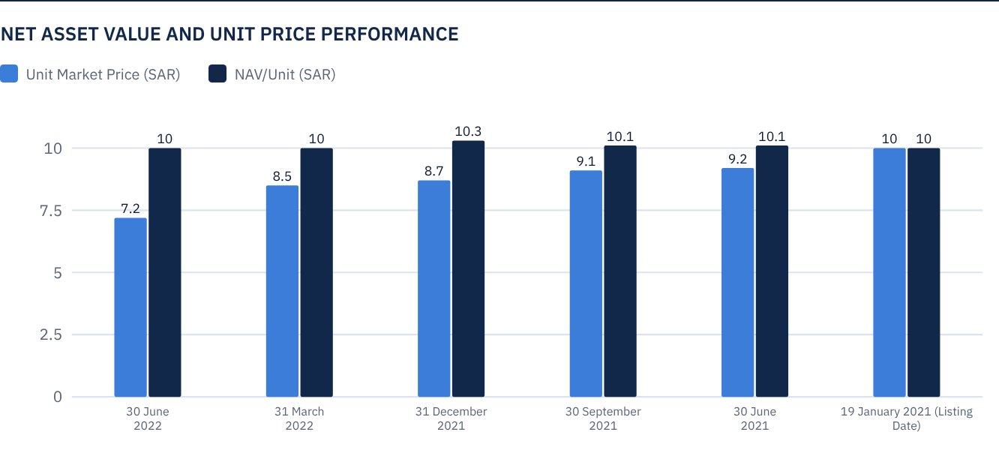 NET ASSET VALUE AND UNIT PRICE PERFORMANCE
Unit Market Price (SAR) NAV/Unit (SAR)
10
7.5
5
2.5
0
7.2 10
8.5 10
8.7 10.3
9.1 10.1
9.2 10.1
10 10
30 June
2022
31 March
2022
31 December
2021
30 September
2021
30 June
2021
19 January 2021 (Listing
Date)